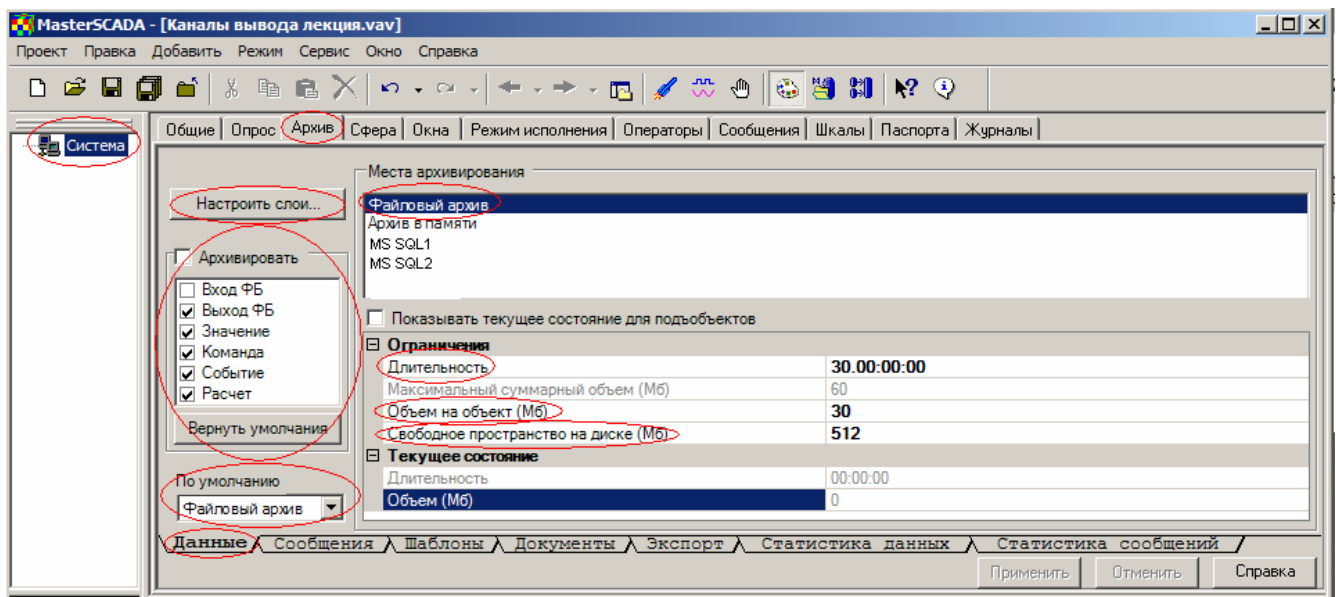 MasterSCADA - [Каналы вывода лекция.vav]
Проект Правка Добавить Режим Сервис Окно Справка
Общие Опрос Архив Сфера Окна Режим исполнения Операторы Сообщения Шкалы Паспорта Журналы
Система
Настроить слои...
Архивировать
Вход ФБ
Выход ФБ
Значение
Команда
Событие
Расчет
Вернуть умолчания
По умолчанию
Файловый архив
Места архивирования
Файловый архив
Архив в памяти
MS SQL1
MS SQL2
Показывать текущее состояние для подъобъектов
Ограничения
Длительность 30.00:00:00
Максимальный суммарный объем (Мб) 60
Объем на объект (Мб) 30
Свободное пространство на диске (Мб) 512
Текущее состояние
Длительность 00:00:00
Объем (Мб) 0
Данные Сообщения Шаблоны Документы Экспорт Статистика данных Статистика сообщений
Применить Отменить Справка